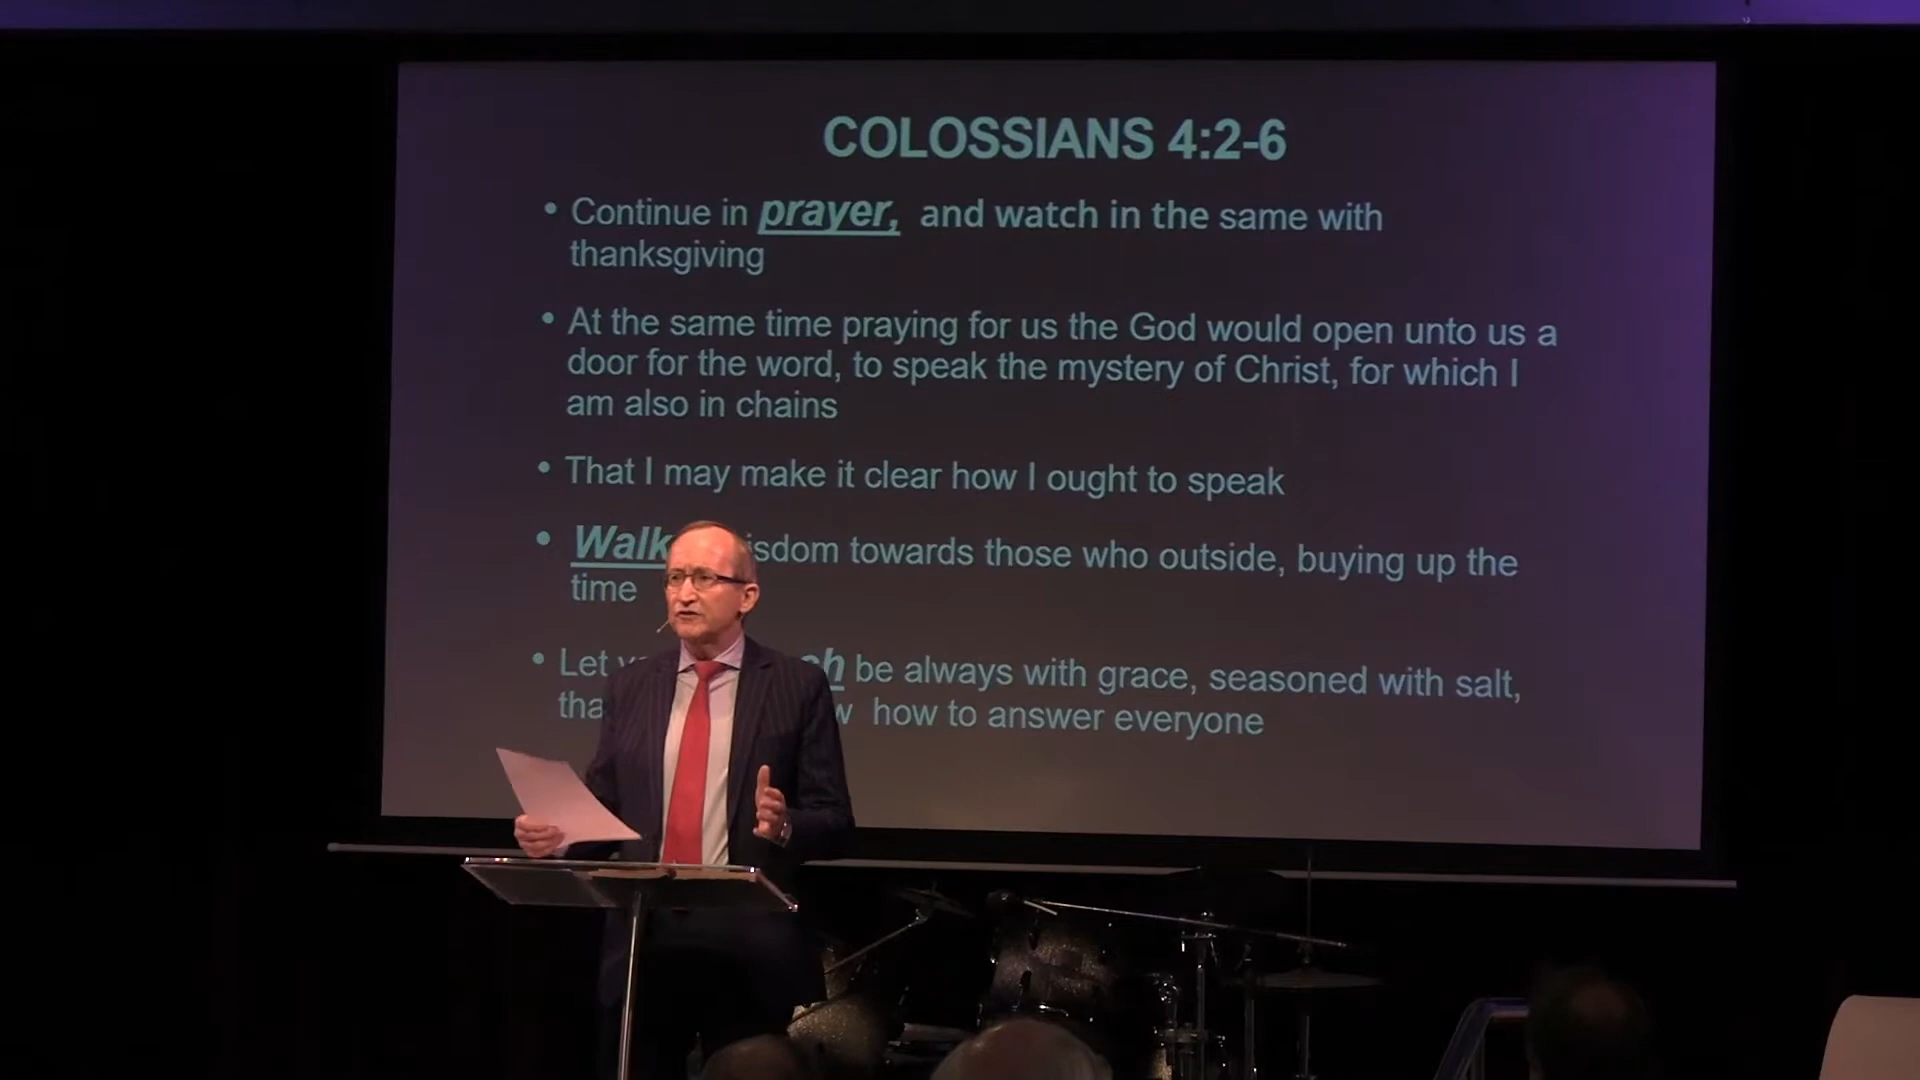 COLOSSIANS 4:2-6
• Continue in prayer, and watch in the same with
thanksgiving
• At the same time praying for us the God would open unto us a
door for the word, to speak the mystery of Christ, for which I
am also in chains
• That I may make it clear how I ought to speak
• Walk isdom towards those who outside, buying up the
time
• Let be always with grace, seasoned with salt,
how to answer everyone